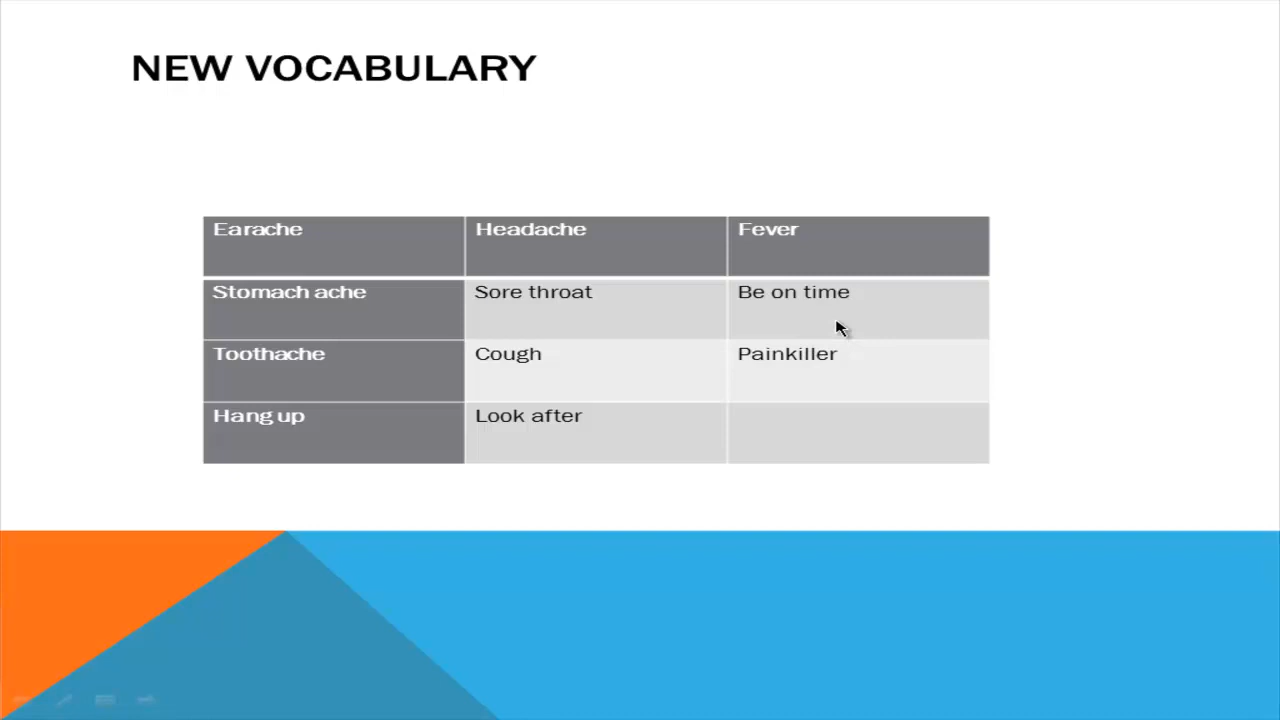 NEW VOCABULARY
Earache Headache Fever
Stomach ache Sore throat Be on time
Toothache Cough Painkiller
Hang up Look after